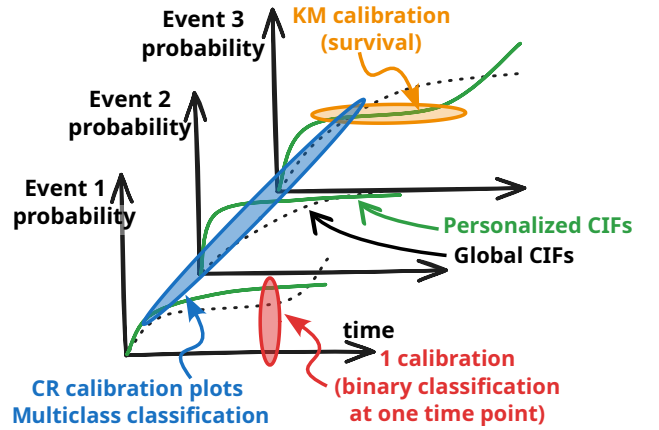 Event 3
probability
KM calibration
(survival)
Event 2
probability
Event 1
probability
Personalized CIFs
Global CIFs
time
1 calibration
(binary classification
at one time point)
CR calibration plots
Multiclass classification